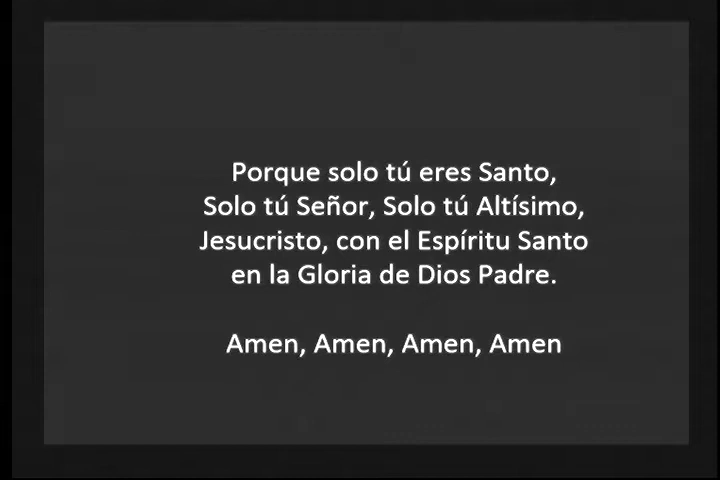 Porque solo tú eres Santo,
Solo tú Señor, Solo tú Altísimo,
Jesucristo, con el Espíritu Santo
en la Gloria de Dios Padre.
Amen, Amen, Amen, Amen